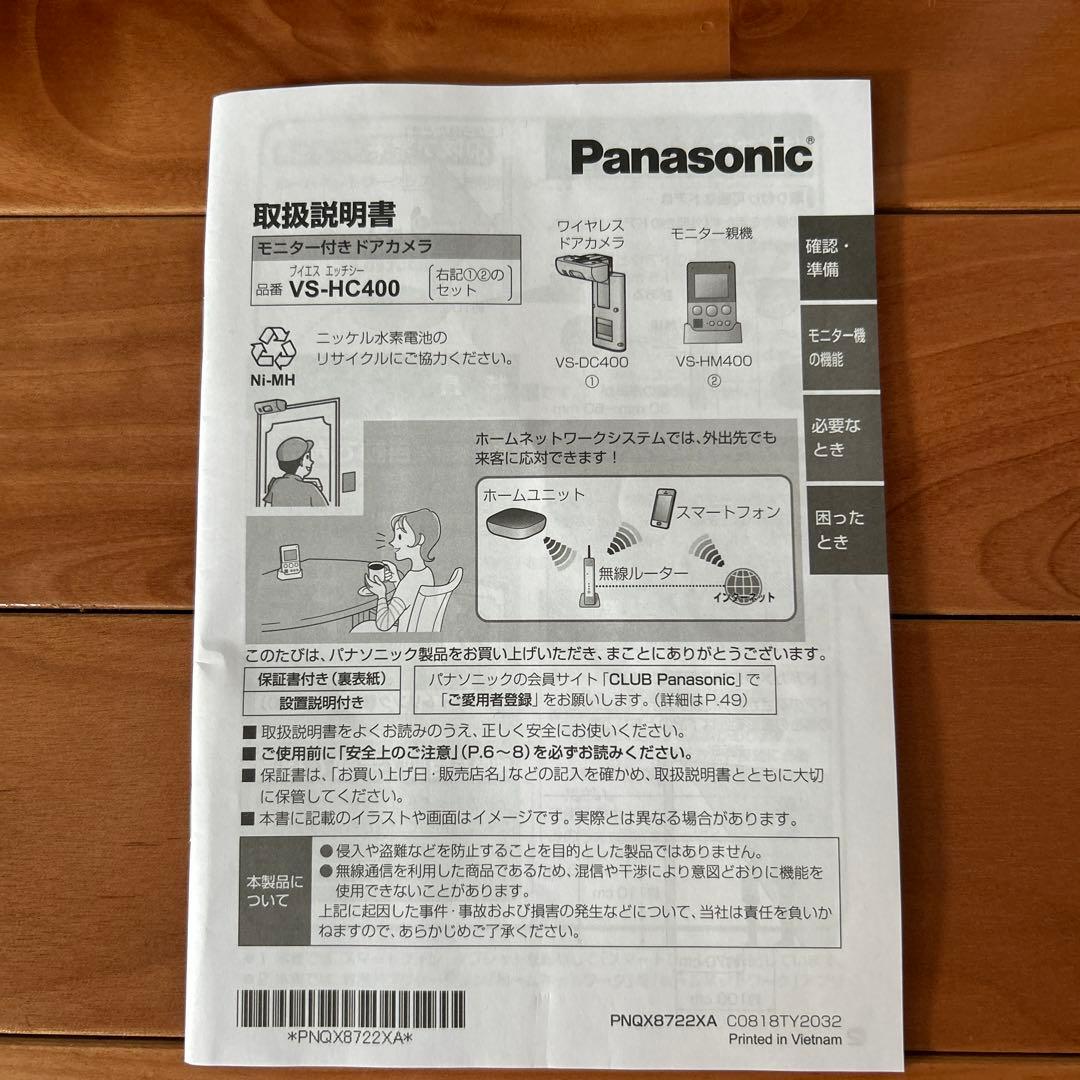 Panasonic®
取扱説明書
モニター付きドアカメラ
ブイエス エッチシー
品番 VS-HC400
右記①②の
セット
ワイヤレス
ドアカメラ
VS-DC400
①
モニター親機
VS-HM400
②
確認・
準備
モニター機
の機能
必要な
とき
困った
とき
ニッケル水素電池の
リサイクルにご協力ください。
Ni-MH
ホームネットワークシステムでは、外出先でも
来客に応対できます！
ホームユニット
スマートフォン
無線ルーター
インターネット
このたびは、パナソニック製品をお買い上げいただき、まことにありがとうございます。
保証書付き（裏表紙）
設置説明付き
パナソニックの会員サイト「CLUB Panasonic」で
「ご愛用者登録」をお願いします。（詳細はP.49）
■ 取扱説明書をよくお読みのうえ、正しく安全にお使いください。
■ ご使用前に「安全上のご注意」（P.6～8）を必ずお読みください。
■ 保証書は、「お買い上げ日・販売店名」などの記入を確かめ、取扱説明書とともに大切
に保管してください。
■ 本書に記載のイラストや画面はイメージです。実際とは異なる場合があります。
本製品に
ついて
● 侵入や盗難などを防止することを目的とした製品ではありません。
● 無線通信を利用した商品であるため、混信や干渉により意図どおりに機能を
使用できないことがあります。
上記に起因した事件・事故および損害の発生などについて、当社は責任を負いか
ねますので、あらかじめご了承ください。
*PNQX8722XA*
PNQX8722XA C0818TY2032
Printed in Vietnam